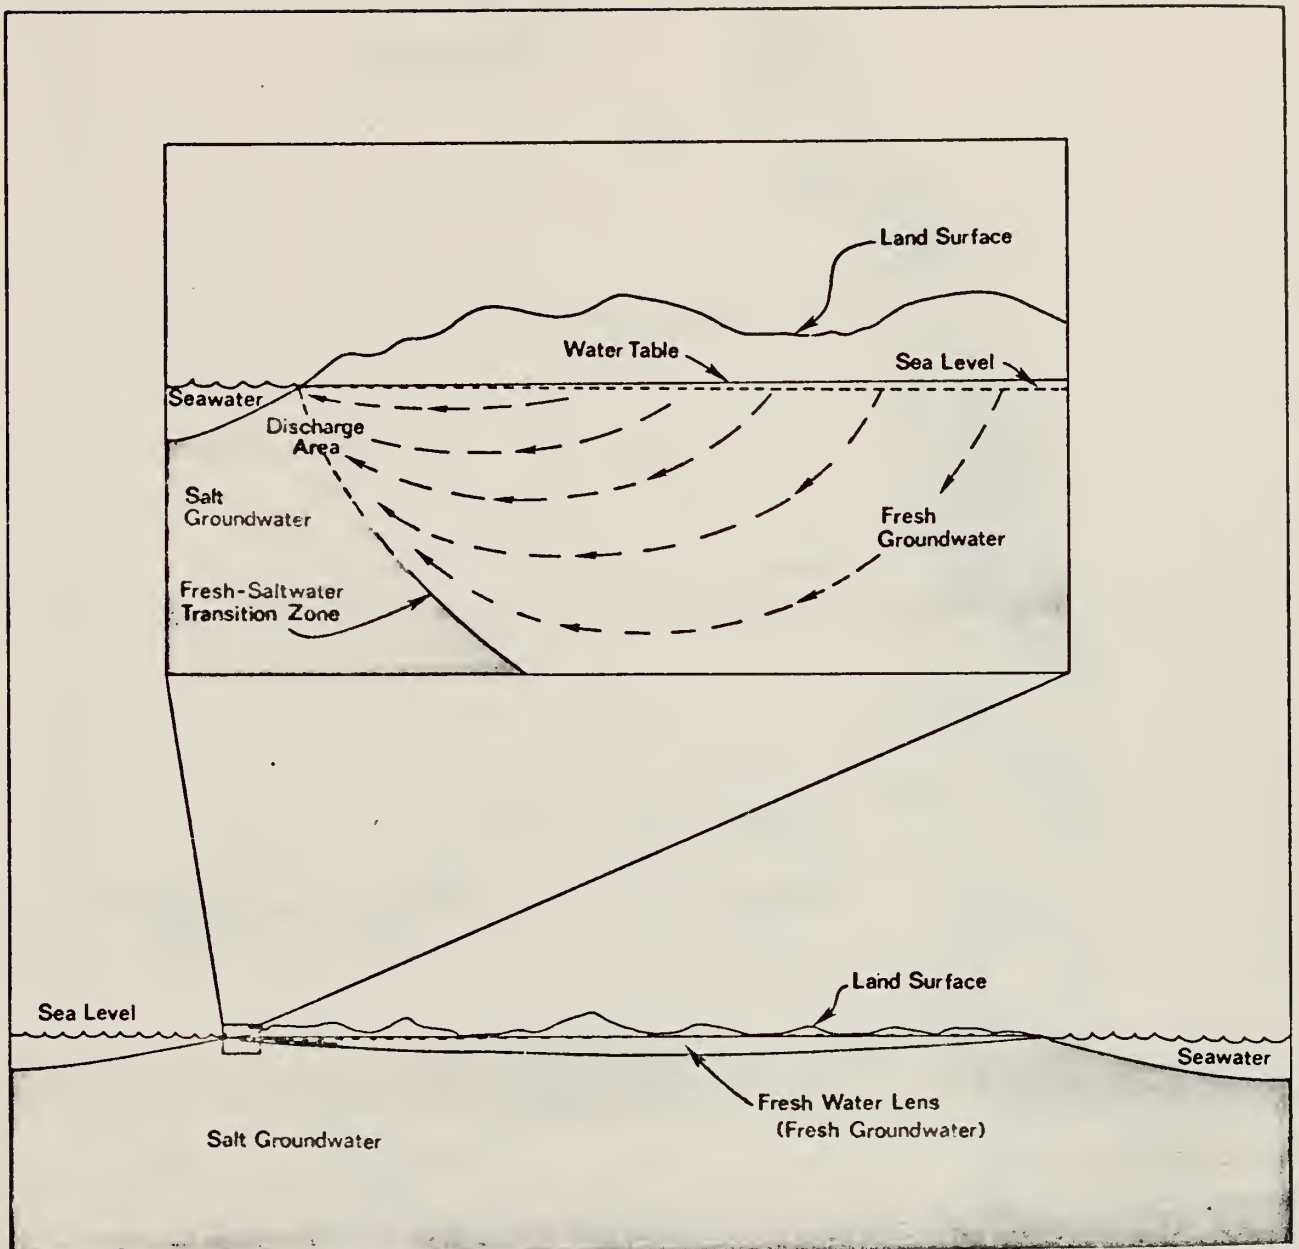 Land Surface
Water Table
Sea Level
Seawater
Discharge
Area
Salt
Groundwater
Fresh
Groundwater
Fresh-Saltwater
Transition Zone
Land Surface
Sea Level
Seawater
Fresh Water Lens
(Fresh Groundwater)
Salt Groundwater